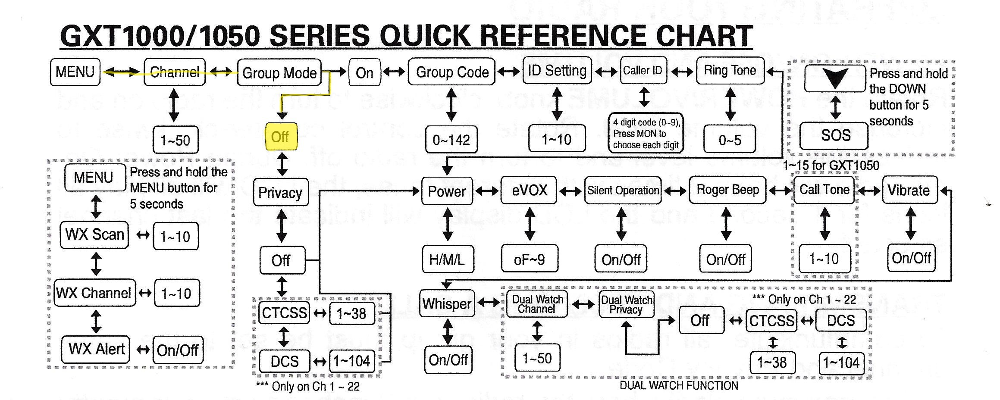 GXT1000/1050 SERIES QUICK REFERENCE CHART
MENU
Channel
Group Mode
On
Group Code
ID Setting
Caller ID
Ring Tone
1~50
Off
0~142
1~10
4 digit code (0~9),
Press MON to
choose each digit
0~5
Press and hold
the DOWN
button for 5
seconds
SOS
MENU
Press and hold the
MENU button for
5 seconds
WX Scan
1~10
WX Channel
1~10
WX Alert
On/Off
Privacy
Off
CTCSS
1~38
DCS
1~104
*** Only on Ch 1 ~ 22
1~15 for GXT1050
Power
eVOX
Silent Operation
Roger Beep
Call Tone
Vibrate
H/M/L
oF~9
On/Off
On/Off
1~10
On/Off
Whisper
On/Off
Dual Watch
Channel
1~50
Dual Watch
Privacy
*** Only on Ch 1 ~ 22
Off
CTCSS
DCS
1~38
1~104
DUAL WATCH FUNCTION